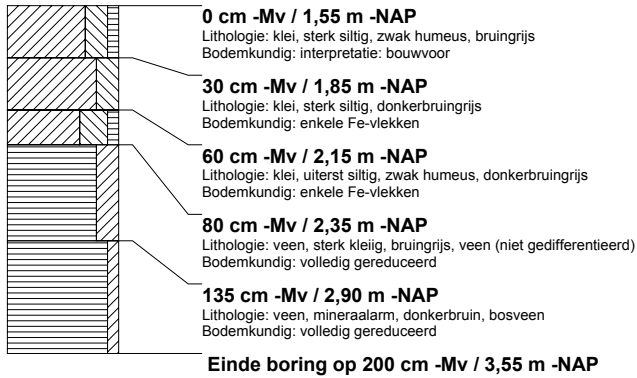 0 cm -Mv / 1,55 m -NAP
Lithologie: klei, sterk siltig, zwak humeus, bruingrijs
Bodemkundig: interpretatie: bouwvoor
30 cm -Mv / 1,85 m -NAP
Lithologie: klei, sterk siltig, donkerbruingrijs
Bodemkundig: enkele Fe-vlekken
60 cm -Mv / 2,15 m -NAP
Lithologie: klei, uiterst siltig, zwak humeus, donkerbruingrijs
Bodemkundig: enkele Fe-vlekken
80 cm -Mv / 2,35 m -NAP
Lithologie: veen, sterk kleiig, bruingrijs, veen (niet gedifferentieerd)
Bodemkundig: volledig gereduceerd
135 cm -Mv / 2,90 m -NAP
Lithologie: veen, mineraalarm, donkerbruin, bosveen
Bodemkundig: volledig gereduceerd
Einde boring op 200 cm -Mv / 3,55 m -NAP